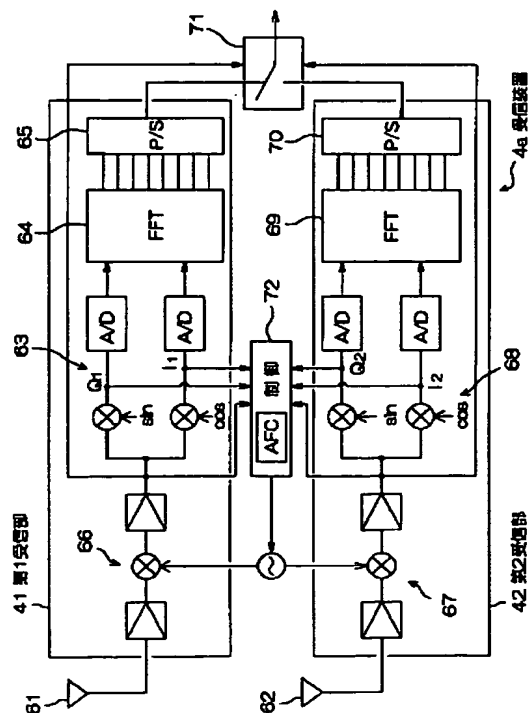 4a 受信装置
41 第1受信部
61
66
63
Q1
I1
sin
cos
A/D
A/D
64
FFT
65
P/S
71
72
制御
AFC
42 第2受信部
62
67
68
Q2
I2
sin
cos
A/D
A/D
69
FFT
70
P/S